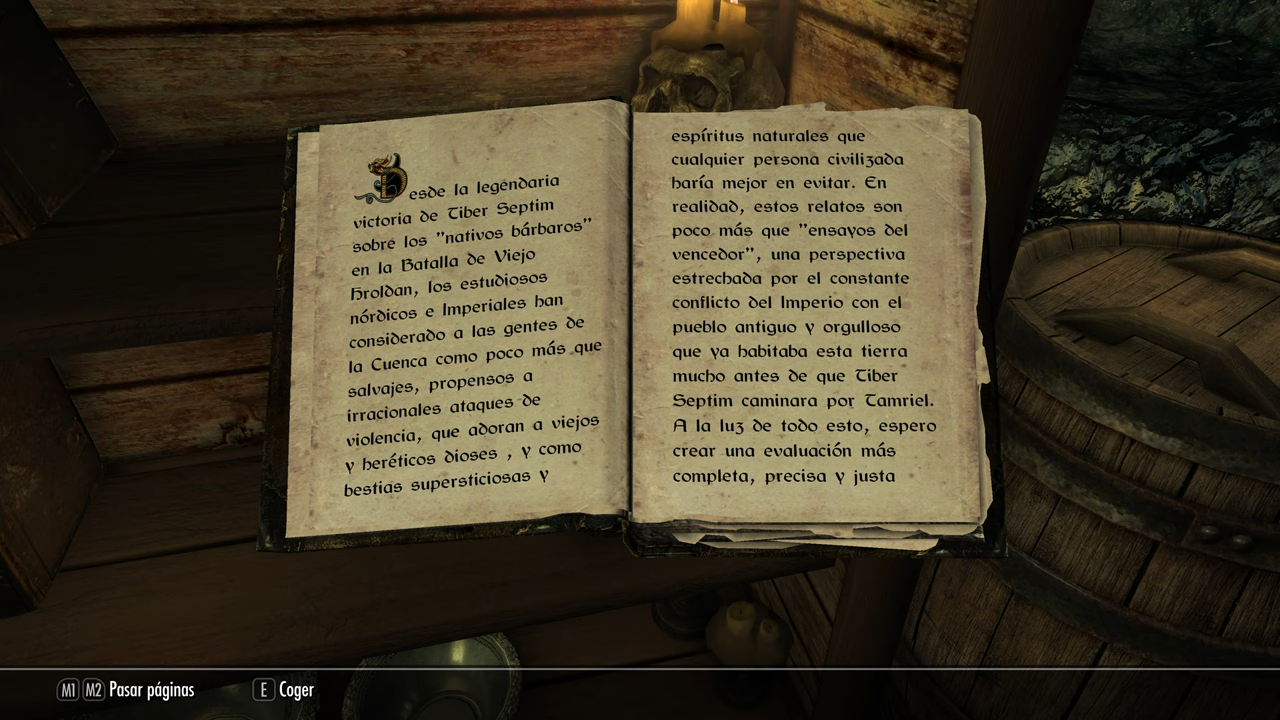 Desde la legendaria
victoria de Tiber Septim
sobre los "nativos bárbaros"
en la Batalla de Viejo
Hroldan, los estudiosos
nórdicos e Imperiales han
considerado a las gentes de
la Cuenca como poco más que
salvajes, propensos a
irracionales ataques de
violencia, que adoran a viejos
y heréticos dioses , y como
bestias supersticiosas y
espíritus naturales que
cualquier persona civilizada
haría mejor en evitar. En
realidad, estos relatos son
poco más que "ensayos del
vencedor", una perspectiva
estrechada por el constante
conflicto del Imperio con el
pueblo antiguo y orgulloso
que ya habitaba esta tierra
mucho antes de que Tiber
Septim caminara por Tamriel.
A la luz de todo esto, espero
crear una evaluación más
completa, precisa y justa
M1 M2 Pasar páginas E Coger